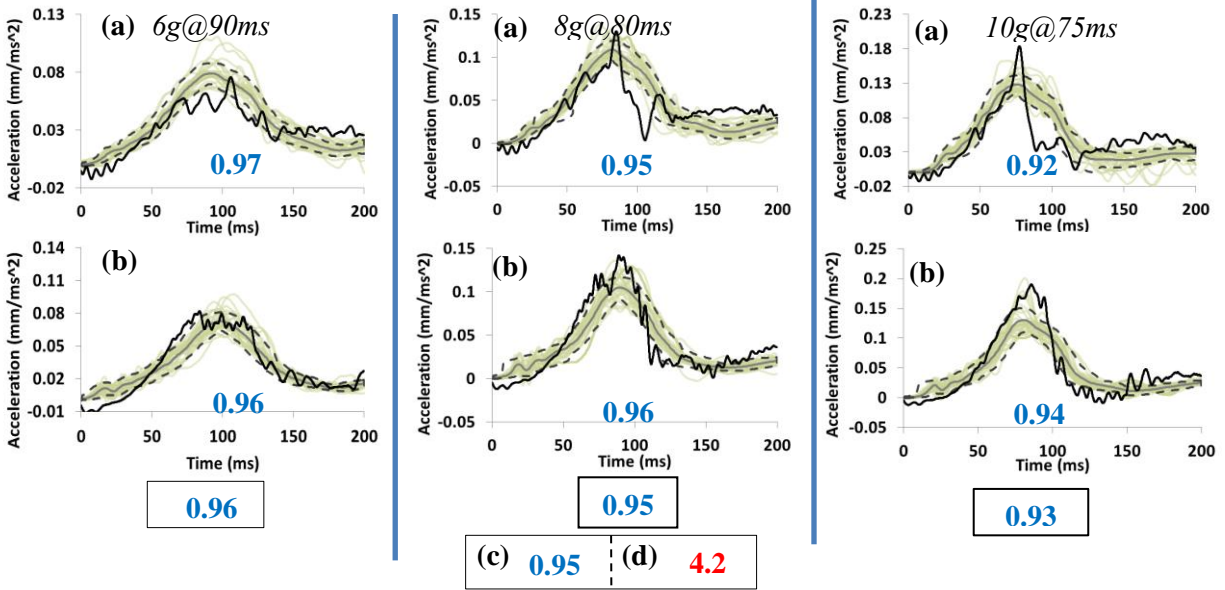 (a) 6g@90ms
Acceleration (mm/ms^2)
0.13
0.08
0.03
-0.02
0.97
0 50 100 150 200
Time (ms)
(b)
Acceleration (mm/ms^2)
0.14
0.11
0.08
0.05
0.02
-0.01
0.96
0 50 100 150 200
Time (ms)
0.96
(a) 8g@80ms
Acceleration (mm/ms^2)
0.15
0.1
0.05
0
-0.05
0.95
0 50 100 150 200
Time (ms)
(b)
Acceleration (mm/ms^2)
0.15
0.1
0.05
0
-0.05
0.96
0 50 100 150 200
Time (ms)
0.95
(c) 0.95 (d) 4.2
(a) 10g@75ms
Acceleration (mm/ms^2)
0.23
0.18
0.13
0.08
0.03
-0.02
0.92
0 50 100 150 200
Time (ms)
(b)
Acceleration (mm/ms^2)
0.25
0.2
0.15
0.1
0.05
0
-0.05
0.94
0 50 100 150 200
Time (ms)
0.93